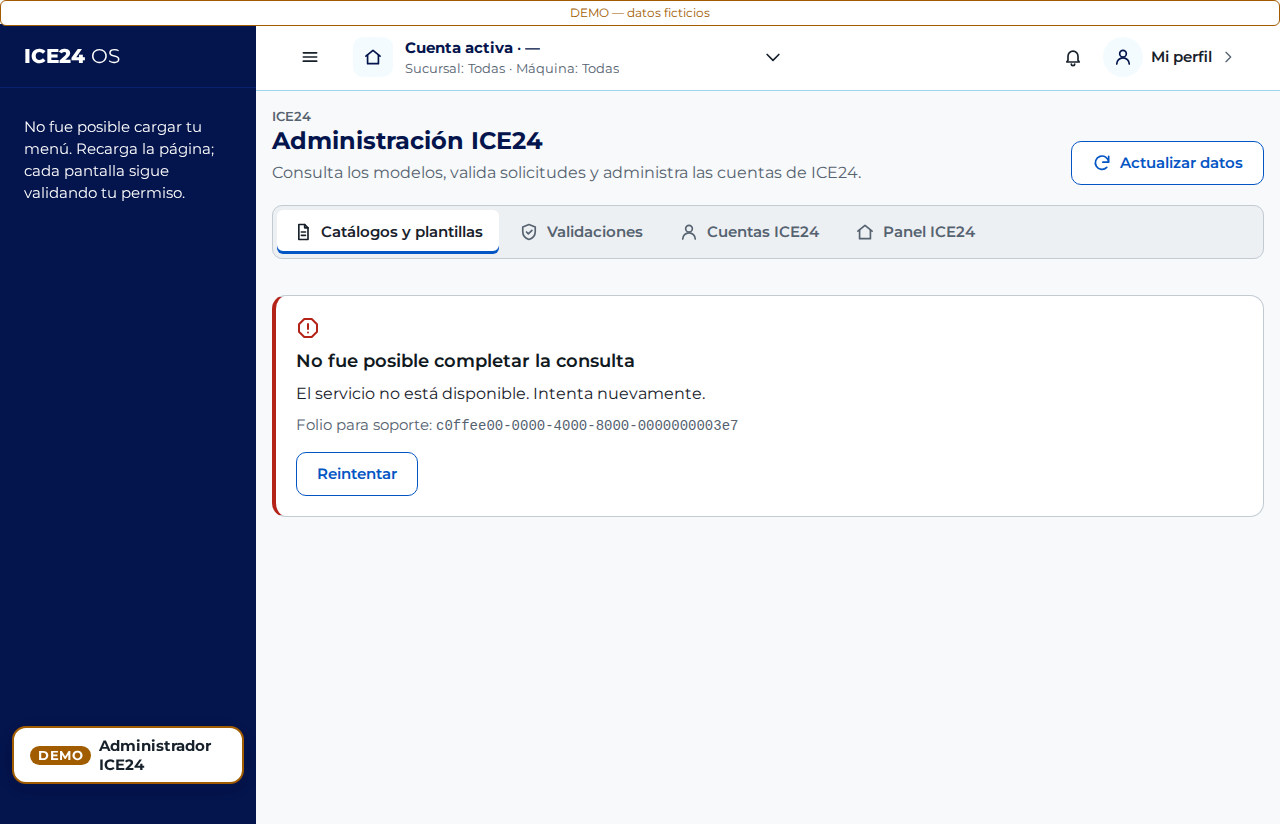 DEMO — datos ficticios
ICE24 OS
Cuenta activa · —
Sucursal: Todas · Máquina: Todas
Mi perfil
No fue posible cargar tu
menú. Recarga la página;
cada pantalla sigue
validando tu permiso.
ICE24
Administración ICE24
Consulta los modelos, valida solicitudes y administra las cuentas de ICE24.
Actualizar datos
Catálogos y plantillas
Validaciones
Cuentas ICE24
Panel ICE24
No fue posible completar la consulta
El servicio no está disponible. Intenta nuevamente.
Folio para soporte: c0ffee00-0000-4000-8000-0000000003e7
Reintentar
DEMO
Administrador
ICE24